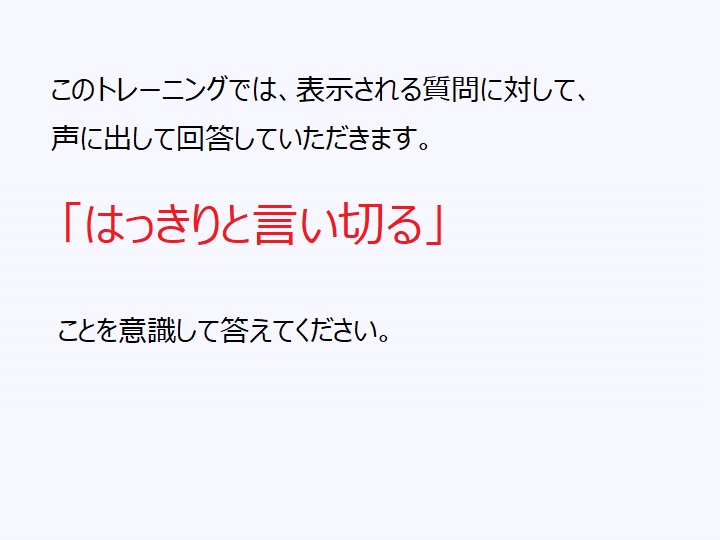 このトレーニングでは、表示される質問に対して、
声に出して回答していただきます。
「はっきりと言い切る」
ことを意識して答えてください。